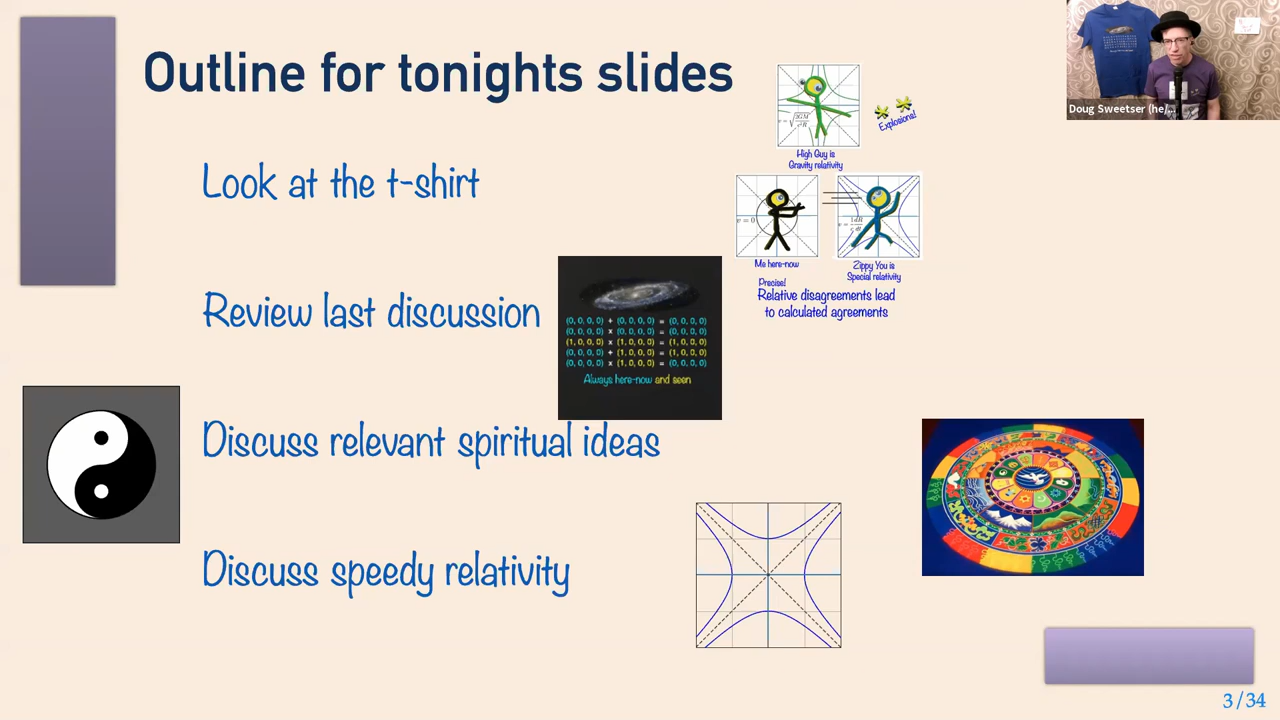 Outline for tonights slides
Doug Sweetser (he/...
Look at the t-shirt
Explosions!
High Guy is
Gravity relativity
v = 0
Me here-now
Zippy You is
Special relativity
Precise!
Relative disagreements lead
to calculated agreements
Review last discussion
(0, 0, 0, 0) + (0, 0, 0, 0) = (0, 0, 0, 0)
(0, 0, 0, 0) x (0, 0, 0, 0) = (0, 0, 0, 0)
(1, 0, 0, 0) x (1, 0, 0, 0) = (1, 0, 0, 0)
(0, 0, 0, 0) + (1, 0, 0, 0) = (1, 0, 0, 0)
(0, 0, 0, 0) x (1, 0, 0, 0) = (0, 0, 0, 0)
Always here-now and seen
Discuss relevant spiritual ideas
Discuss speedy relativity
3/34